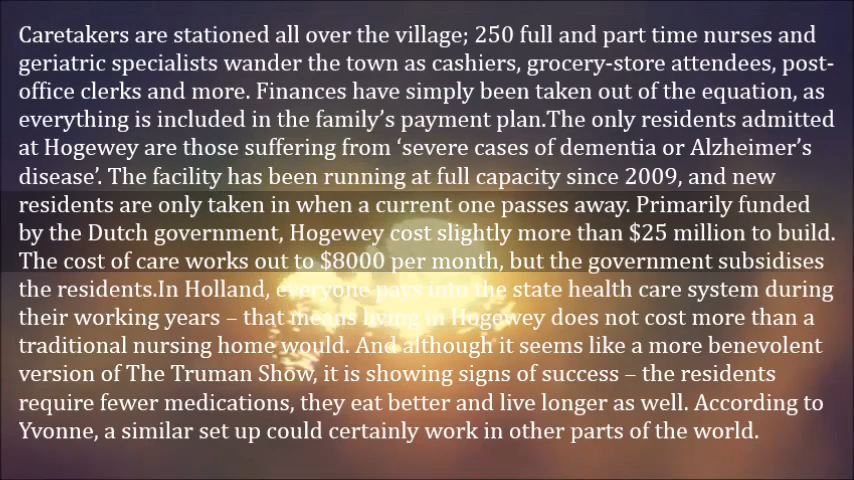 Caretakers are stationed all over the village; 250 full and part time nurses and
geriatric specialists wander the town as cashiers, grocery-store attendees, post-
office clerks and more. Finances have simply been taken out of the equation, as
everything is included in the family’s payment plan.The only residents admitted
at Hogewey are those suffering from ‘severe cases of dementia or Alzheimer’s
disease’. The facility has been running at full capacity since 2009, and new
residents are only taken in when a current one passes away. Primarily funded
by the Dutch government, Hogewey cost slightly more than $25 million to build.
The cost of care works out to $8000 per month, but the government subsidises
the residents.In Holland, everyone pays into the state health care system during
their working years – that means living in Hogewey does not cost more than a
traditional nursing home would. And although it seems like a more benevolent
version of The Truman Show, it is showing signs of success – the residents
require fewer medications, they eat better and live longer as well. According to
Yvonne, a similar set up could certainly work in other parts of the world.